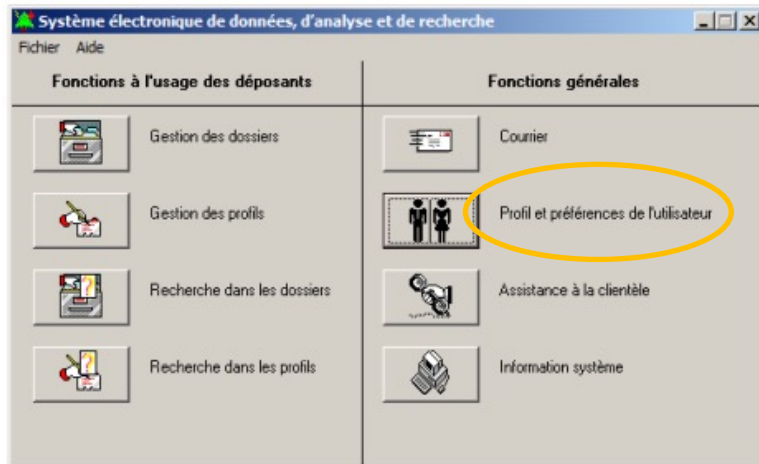 Système électronique de données, d'analyse et de recherche
Fichier Aide
Fonctions à l'usage des déposants
Fonctions générales
Gestion des dossiers
Courrier
Gestion des profils
Profil et préférences de l'utilisateur
Recherche dans les dossiers
Assistance à la clientèle
Recherche dans les profils
Information système